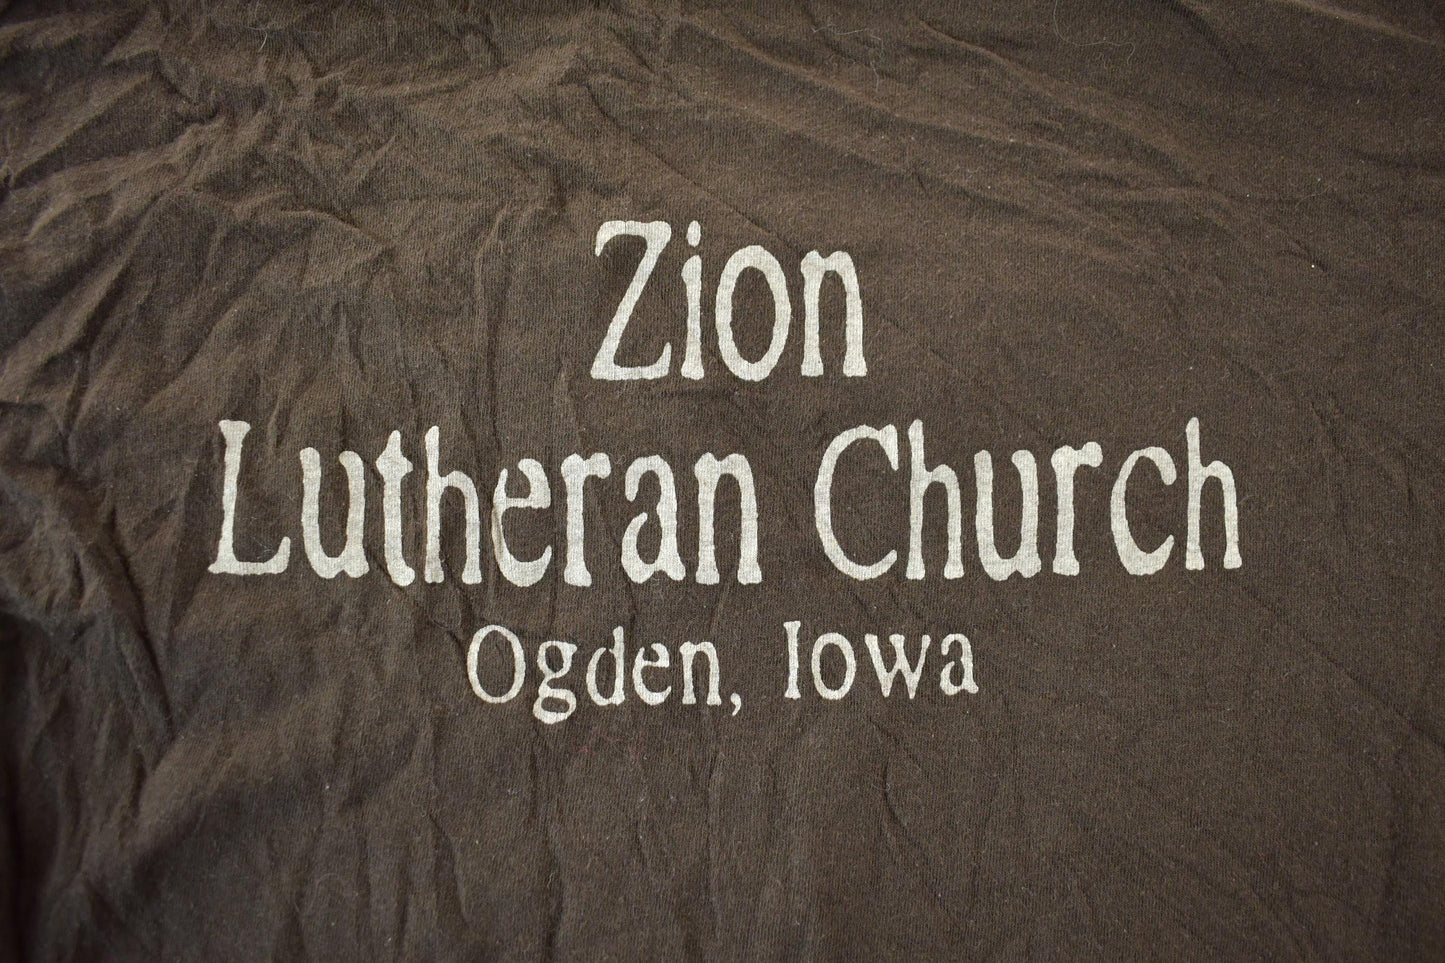 Zion
Lutheran Church
Ogden, Iowa